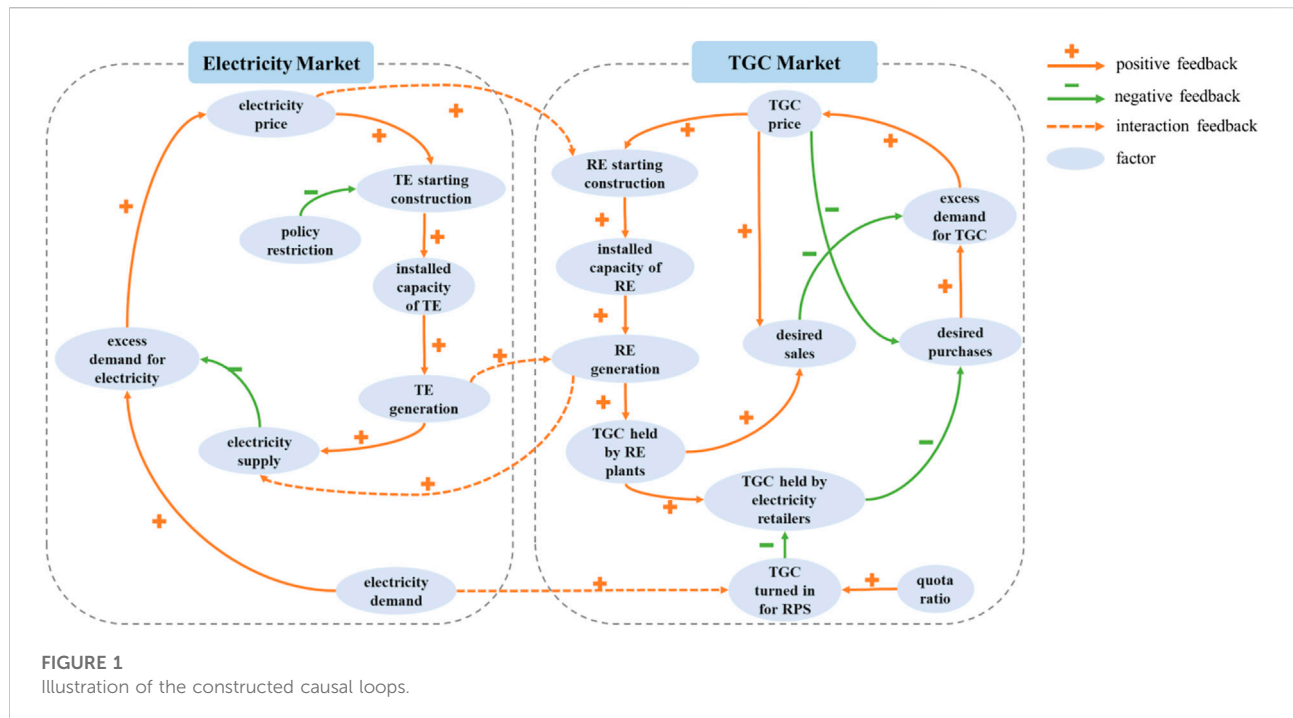 Electricity Market
TGC Market
+
positive feedback
−
negative feedback
interaction feedback
factor
electricity
price
+
+
TE starting
construction
−
policy
restriction
+
+
installed
capacity
of TE
excess
demand for
electricity
−
+
TE
generation
+
+
electricity
supply
+
+
electricity
demand
+
TGC
price
+
+
RE starting
construction
+
excess
demand
for TGC
−
+
−
installed
capacity of
RE
+
+
desired
sales
desired
purchases
RE
generation
+
TGC held
by RE
plants
+
−
+
TGC held by
electricity
retailers
−
TGC
turned in
for RPS
+
quota
ratio
FIGURE 1
Illustration of the constructed causal loops.